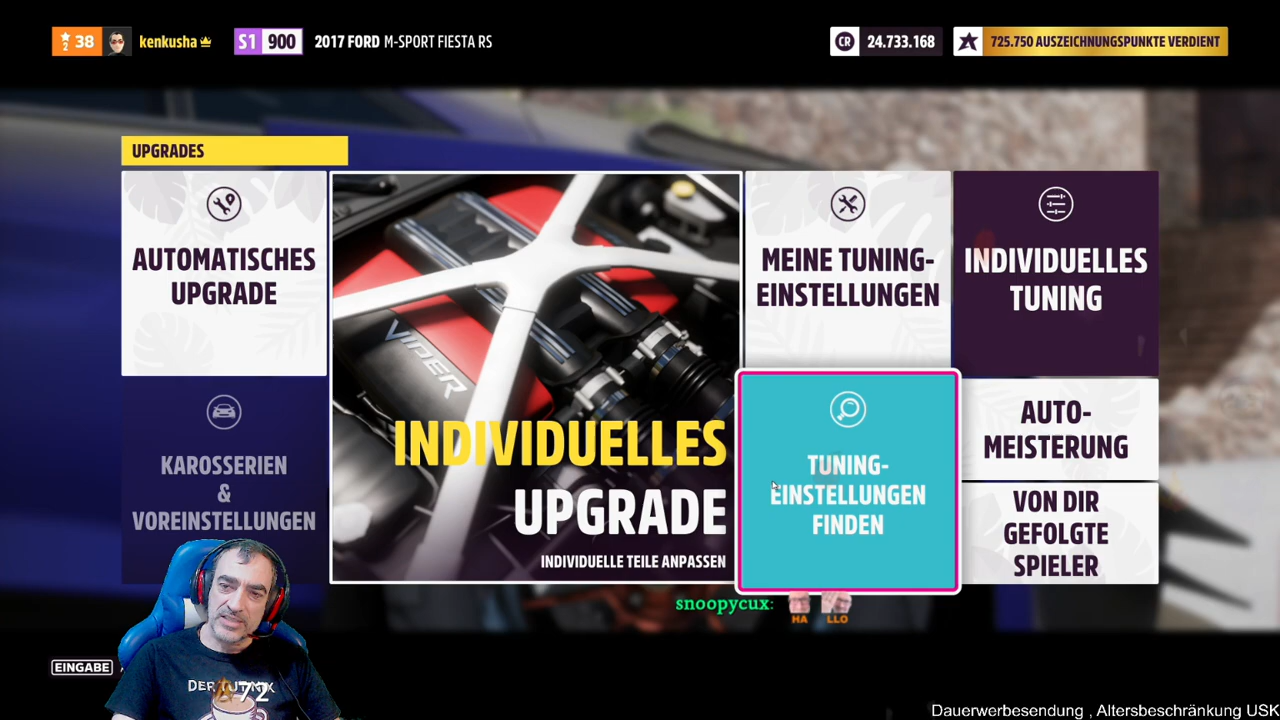 2 38 kenkusha S1 900 2017 FORD M-SPORT FIESTA RS CR 24.733.168 725.750 AUSZEICHNUNGSPUNKTE VERDIENT
UPGRADES
AUTOMATISCHES
UPGRADE
KAROSSERIEN
&
VOREINSTELLUNGEN
VIPER
INDIVIDUELLES
UPGRADE
INDIVIDUELLE TEILE ANPASSEN
MEINE TUNING-
EINSTELLUNGEN
INDIVIDUELLES
TUNING
TUNING-
EINSTELLUNGEN
FINDEN
AUTO-
MEISTERUNG
VON DIR
GEFOLGTE
SPIELER
snoopycux:
HA LLO
EINGABE
Dauerwerbesendung , Altersbeschränkung USK